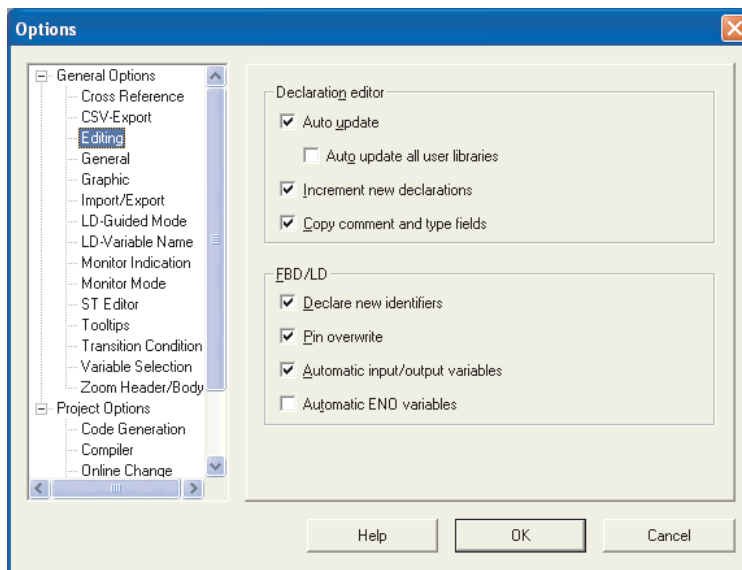 Options
General Options
Cross Reference
CSV-Export
Editing
General
Graphic
Import/Export
LD-Guided Mode
LD-Variable Name
Monitor Indication
Monitor Mode
ST Editor
Tooltips
Transition Condition
Variable Selection
Zoom Header/Body
Project Options
Code Generation
Compiler
Online Change
Declaration editor
Auto update
Auto update all user libraries
Increment new declarations
Copy comment and type fields
FBD/LD
Declare new identifiers
Pin overwrite
Automatic input/output variables
Automatic ENO variables
Help
OK
Cancel